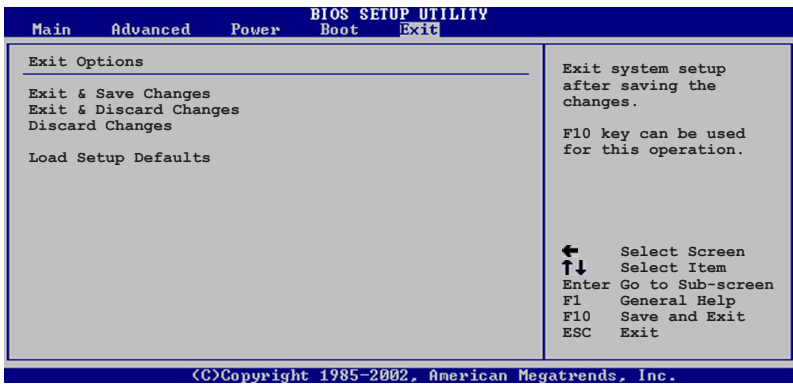 BIOS SETUP UTILITY
Main Advanced Power Boot Exit
Exit Options
Exit & Save Changes
Exit & Discard Changes
Discard Changes
Load Setup Defaults
Exit system setup
after saving the
changes.
F10 key can be used
for this operation.
← Select Screen
↑↓ Select Item
Enter Go to Sub-screen
F1 General Help
F10 Save and Exit
ESC Exit
(C)Copyright 1985-2002, American Megatrends, Inc.